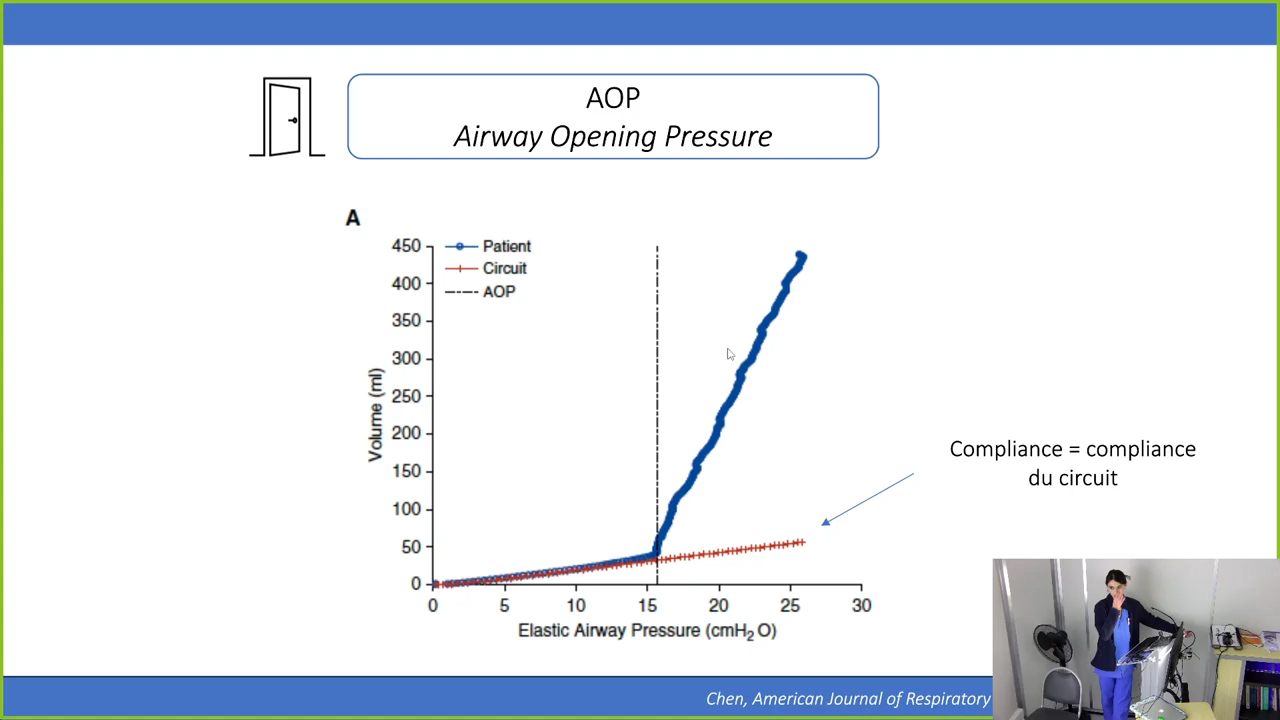 AOP
Airway Opening Pressure
A
450
400
350
300
250
200
150
100
50
0
Volume (ml)
Patient
Circuit
AOP
0 5 10 15 20 25 30
Elastic Airway Pressure (cmH2O)
Compliance = compliance
du circuit
Chen, American Journal of Respiratory